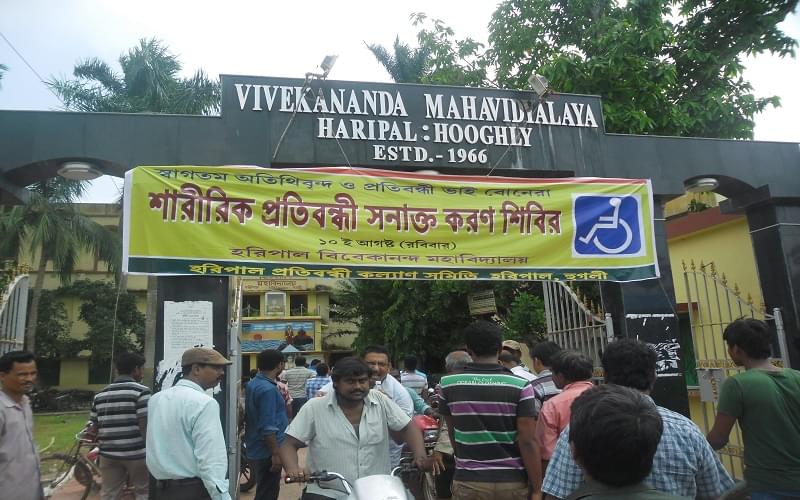 VIVEKANANDA MAHAVIDYALAYA
HARIPAL : HOOGHLY
ESTD.- 1966
স্বাগতম অতিথিবৃন্দ ও প্রতিবন্ধী ভাই বোনেরা
শারীরিক প্রতিবন্ধী সনাক্ত করণ শিবির
১০ ই আগষ্ট (রবিবার)
হরিপাল বিবেকানন্দ মহাবিদ্যালয়
হরিপাল প্রতিবন্ধী কল্যাণ সমিতি, হরিপাল, হুগলী